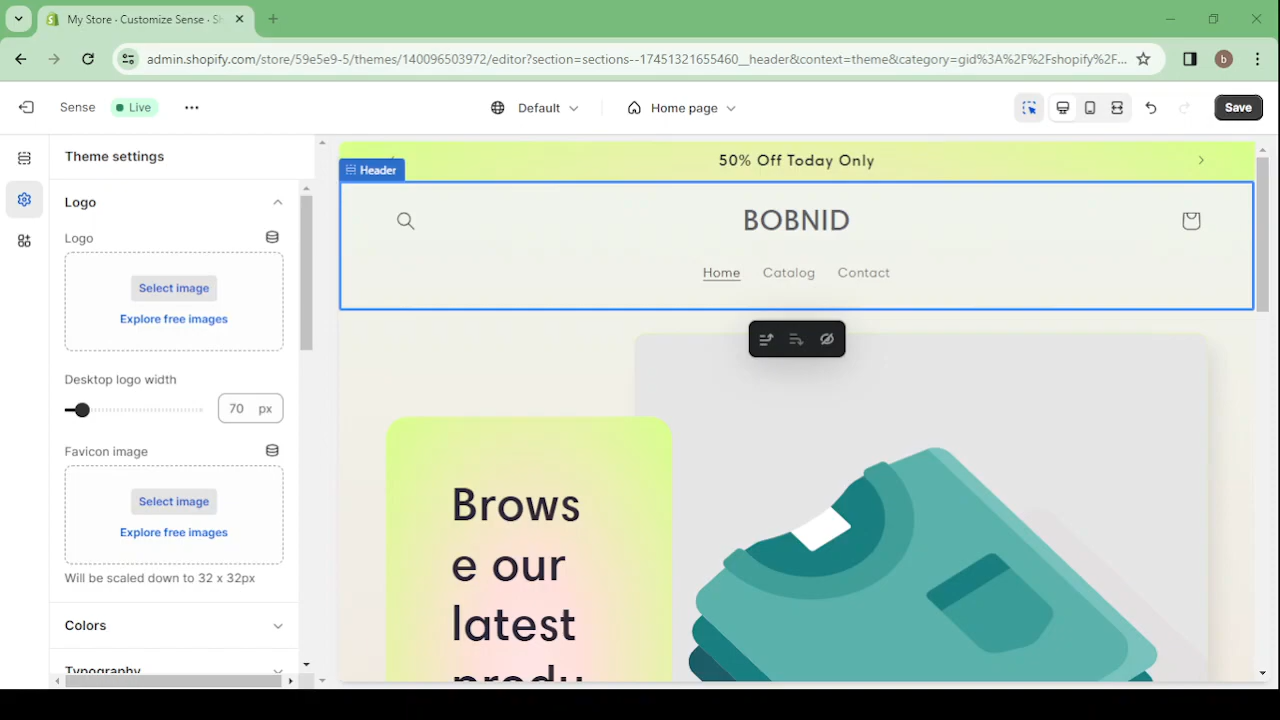 My Store · Customize Sense · Sh
admin.shopify.com/store/59e5e9-5/themes/140096503972/editor?section=sections--17451321655460__header&context=theme&category=gid%3A%2F%2Fshopify%2F...
b
Sense
Live
Default
Home page
Save
Theme settings
Logo
Logo
Select image
Explore free images
Desktop logo width
70 px
Favicon image
Select image
Explore free images
Will be scaled down to 32 x 32px
Colors
Typography
50% Off Today Only
Header
BOBNID
Home Catalog Contact
Brows
e our
latest
produ